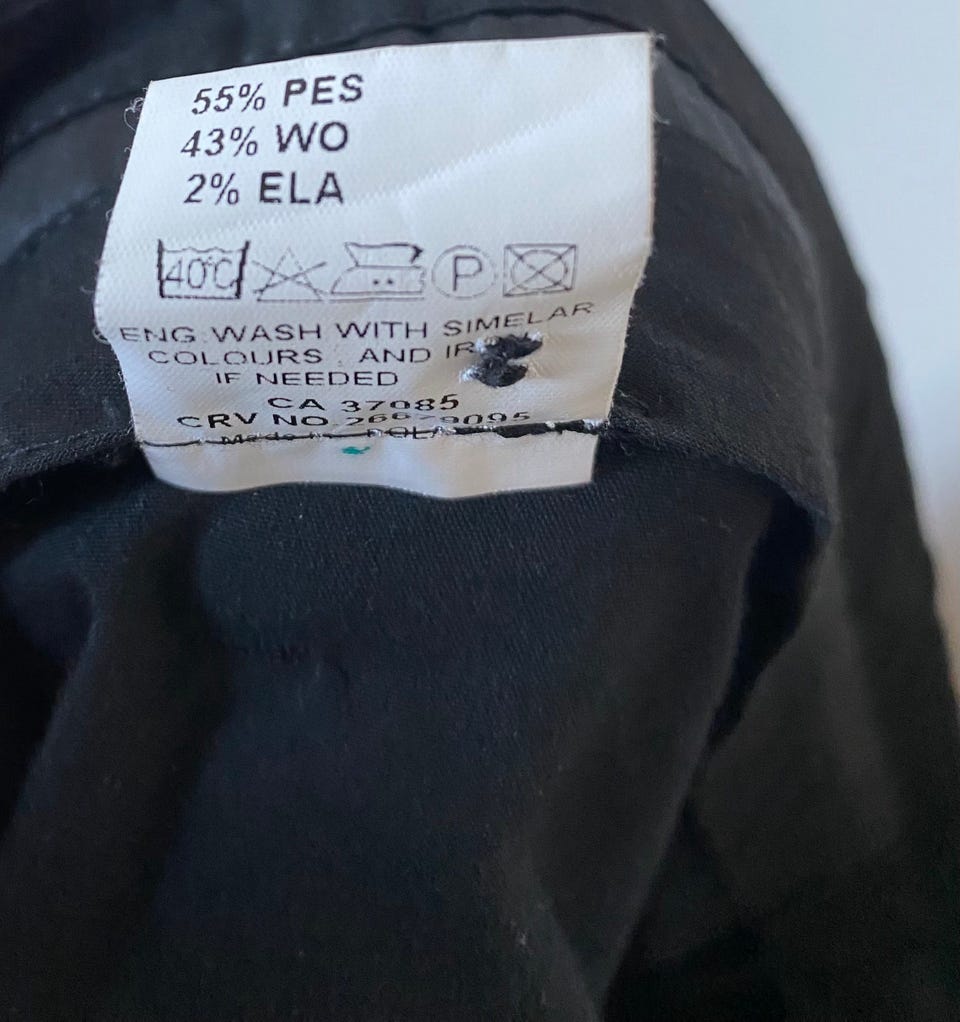 55% PES
43% WO
2% ELA
40°C P
ENG:WASH WITH SIMELAR
COLOURS . AND
IF NEEDED
CA 37085
CRV NO
Made